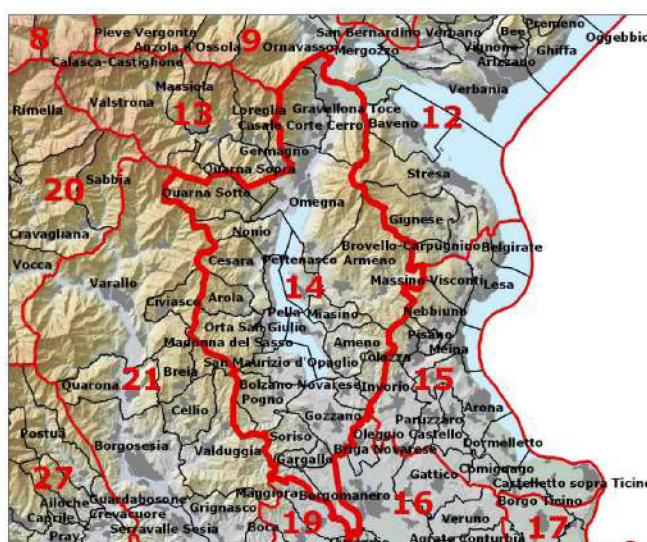 Premeno
Pieve Vergonte
San Bernardino Verbano
Bee
Oggebbio
8
Anzola d'Ossola
9
Ornavasso
Mergozzo
Vignone
Ghiffa
Calasca-Castiglione
Arizzano
Massiola
Verbania
Rimella
Valstrona
13
Loreglia
Gravellona Toce
12
Casale Corte Cerro
Baveno
Germagno
Quarna Sopra
Stresa
20
Sabbia
Quarna Sotto
Omegna
Gignese
Cravagliana
Nonio
Brovello-Carpugnino
Belgirate
Vocca
Cesara
Pettenasco
Armeno
Varallo
14
Massino Visconti
Lesa
Civiasco
Arola
Pella
Miasino
Nebbiuno
Orta San Giulio
Madonna del Sasso
Ameno
Pisano
Meina
San Maurizio d'Opaglio
Colazza
Quarona
21
Breia
Bolzano Novarese
Invorio
15
Pogno
Cellio
Gozzano
Arona
Paruzzaro
Postua
Soriso
Oleggio Castello
Dormelletto
Borgosesia
Valduggia
Briga Novarese
27
Gargallo
Gattico
Comignago
Castelletto sopra Ticino
Ailoche
Guardabosone
Maggiora
Borgomanero
16
Borgo Ticino
Caprile
Crevacuore
Grignasco
Boca
19
Veruno
17
Pray
Serravalle Sesia
Agrate Conturbia